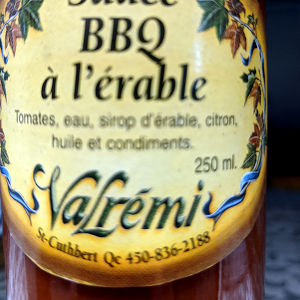 Sauce
BBQ
à l'érable
Tomates, eau, sirop d'érable, citron,
huile et condiments.
250 ml.
Valrémi
St-Cuthbert Qc 450-836-2188